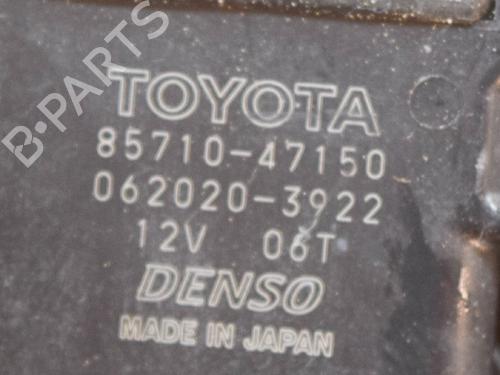 B-PARTS
TOYOTA
85710-47150
062020-3922
12V 06T
DENSO
MADE IN JAPAN